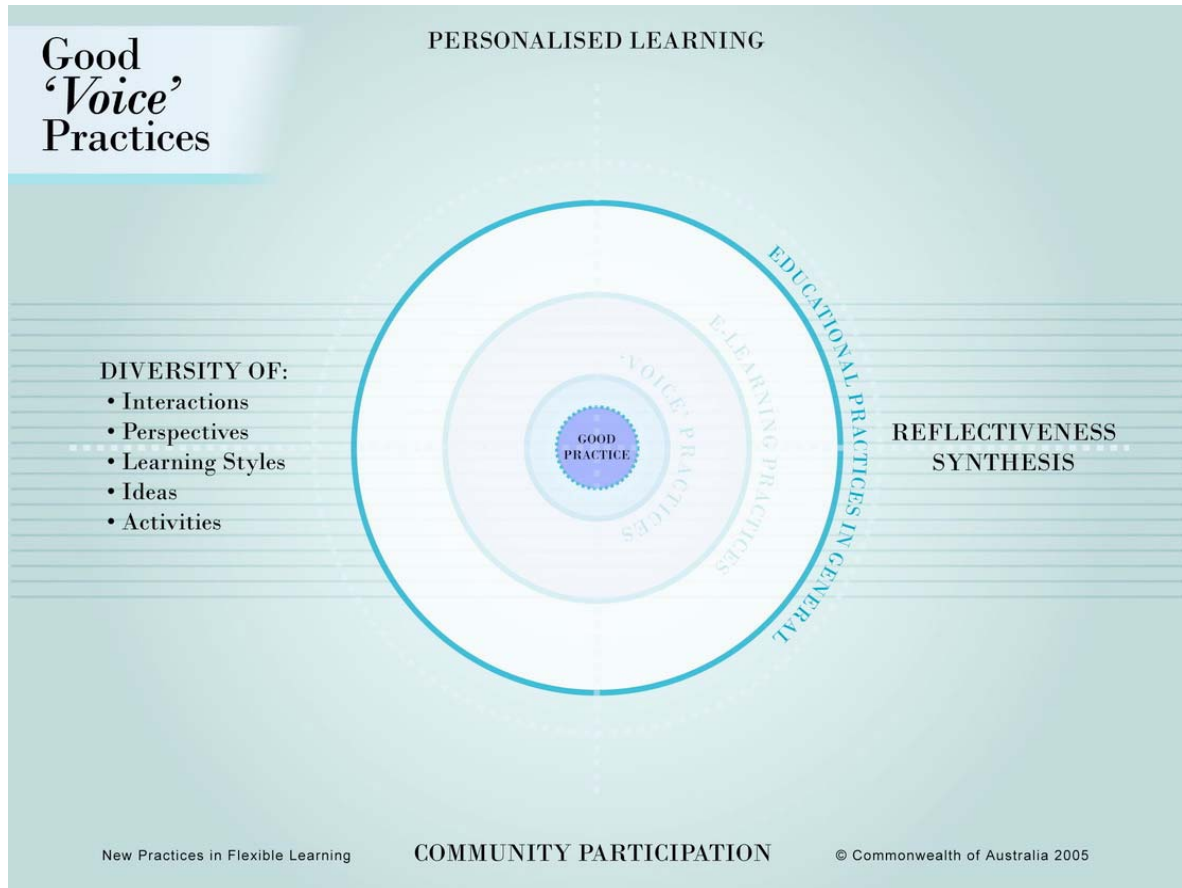 Good
‘Voice’
Practices
PERSONALISED LEARNING
EDUCATIONAL PRACTICES IN GENERAL
E-LEARNING PRACTICES
‘VOICE’ PRACTICES
GOOD
PRACTICE
DIVERSITY OF:
• Interactions
• Perspectives
• Learning Styles
• Ideas
• Activities
REFLECTIVENESS
SYNTHESIS
New Practices in Flexible Learning
COMMUNITY PARTICIPATION
© Commonwealth of Australia 2005